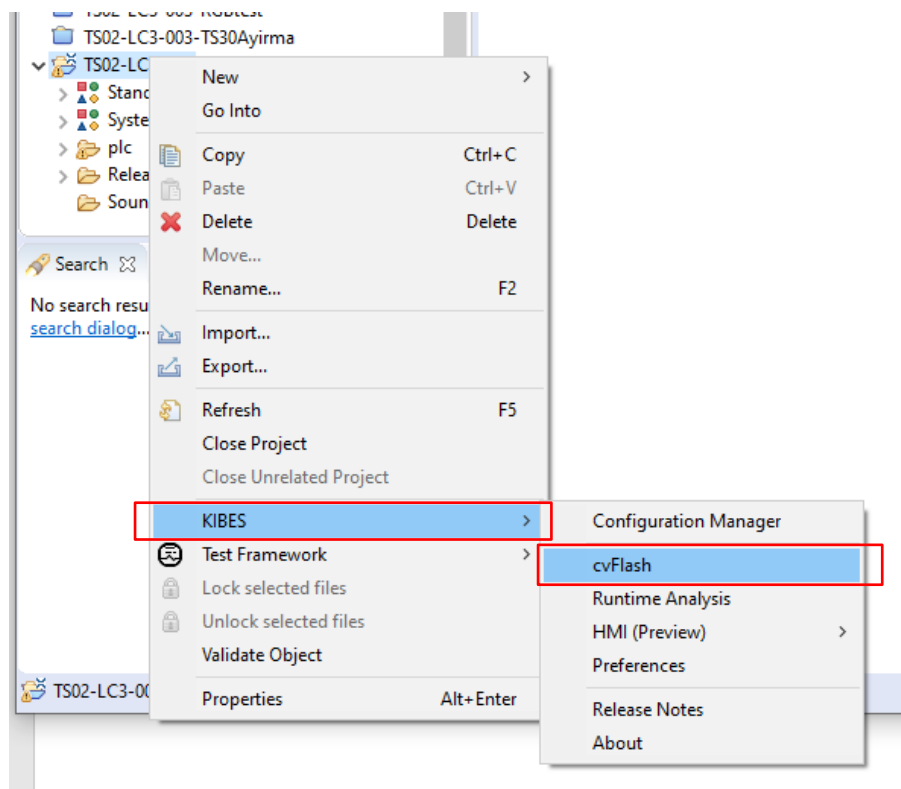 TS02-LC3-003-RGBtest
TS02-LC3-003-TS30Ayirma
TS02-LC
Stand
Syste
plc
Relea
Soun
Search
No search resu
search dialog...
TS02-LC3-00
New
Go Into
Copy Ctrl+C
Paste Ctrl+V
Delete Delete
Move...
Rename... F2
Import...
Export...
Refresh F5
Close Project
Close Unrelated Project
KIBES
Test Framework
Lock selected files
Unlock selected files
Validate Object
Properties Alt+Enter
Configuration Manager
cvFlash
Runtime Analysis
HMI (Preview)
Preferences
Release Notes
About